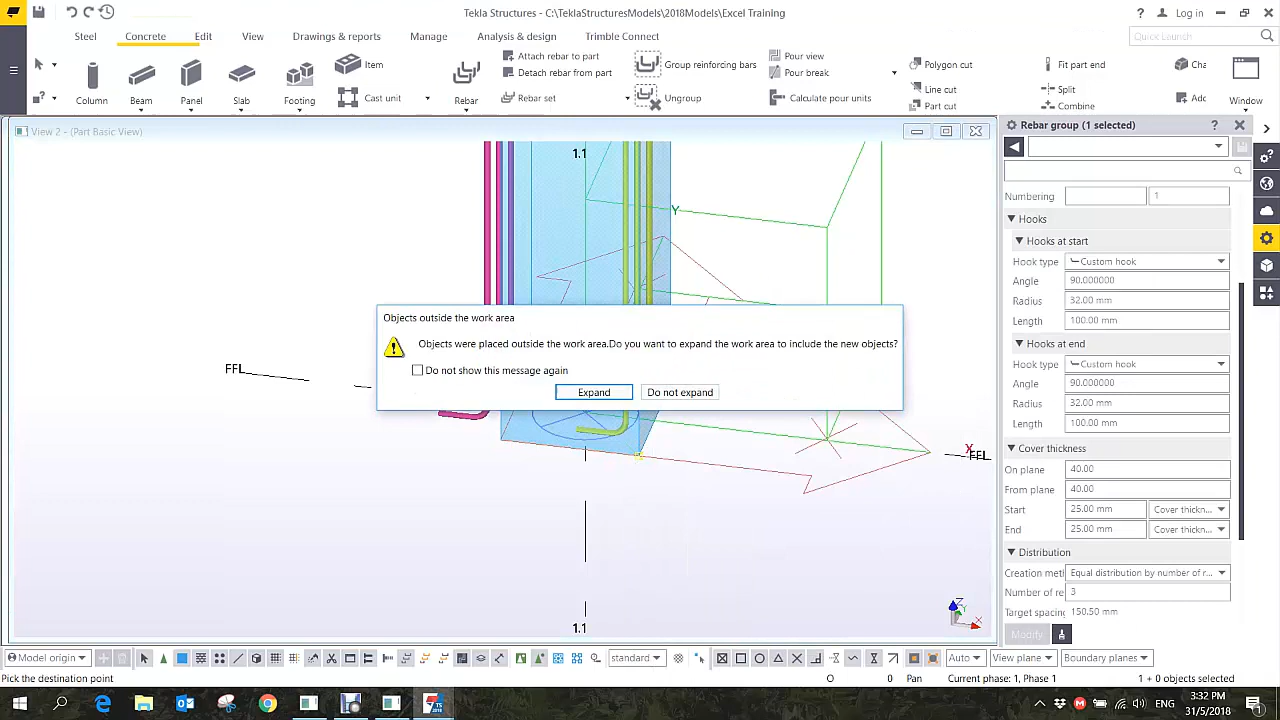 Tekla Structures - C:\TeklaStructuresModels\2018Models\Excel Training
Log in
Steel Concrete Edit View Drawings & reports Manage Analysis & design Trimble Connect
Quick Launch
Column Beam Panel Slab Footing Item Cast unit Rebar
Attach rebar to part
Detach rebar from part
Rebar set
Group reinforcing bars
Ungroup
Pour view
Pour break
Calculate pour units
Polygon cut
Line cut
Part cut
Fit part end
Split
Combine
Cha
Adc
Window
View 2 - (Part Basic View)
Rebar group (1 selected)
Numbering 1
Hooks
Hooks at start
Hook type Custom hook
Angle 90.000000
Radius 32.00 mm
Length 100.00 mm
Hooks at end
Hook type Custom hook
Angle 90.000000
Radius 32.00 mm
Length 100.00 mm
Cover thickness
On plane 40.00
From plane 40.00
Start 25.00 mm Cover thickn...
End 25.00 mm Cover thickn...
Distribution
Creation met Equal distribution by number of r...
Number of re 3
Target spacing 150.50 mm
Modify
1.1
Y
FFL
Objects outside the work area
Objects were placed outside the work area.Do you want to expand the work area to include the new objects?
Do not show this message again
Expand Do not expand
X
FFL
1.1
Z
Y
X
Model origin standard Auto View plane Boundary planes
Pick the destination point O 0 Pan Current phase: 1, Phase 1 1 + 0 objects selected
ENG 3:32 PM
31/5/2018